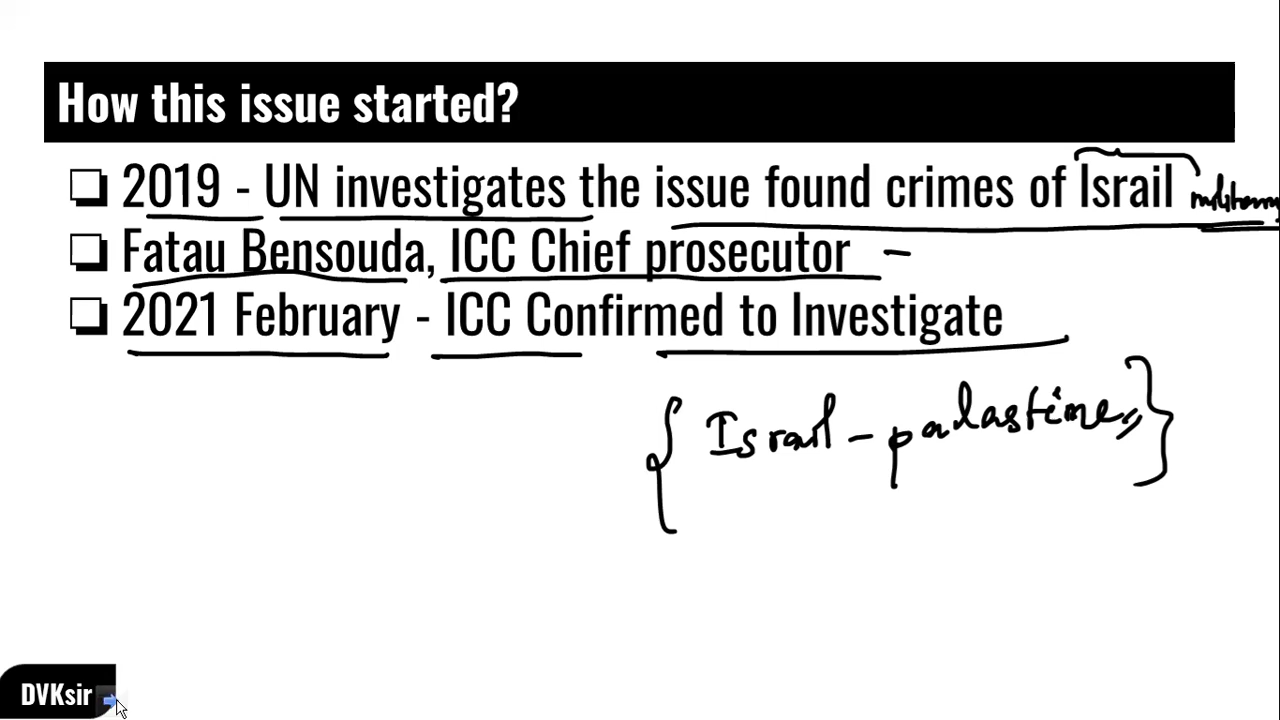 How this issue started?
❑ 2019 - UN investigates the issue found crimes of Israil military
❑ Fatau Bensouda, ICC Chief prosecutor –
❑ 2021 February - ICC Confirmed to Investigate
{ Israil – palastine,, }
DVKsir